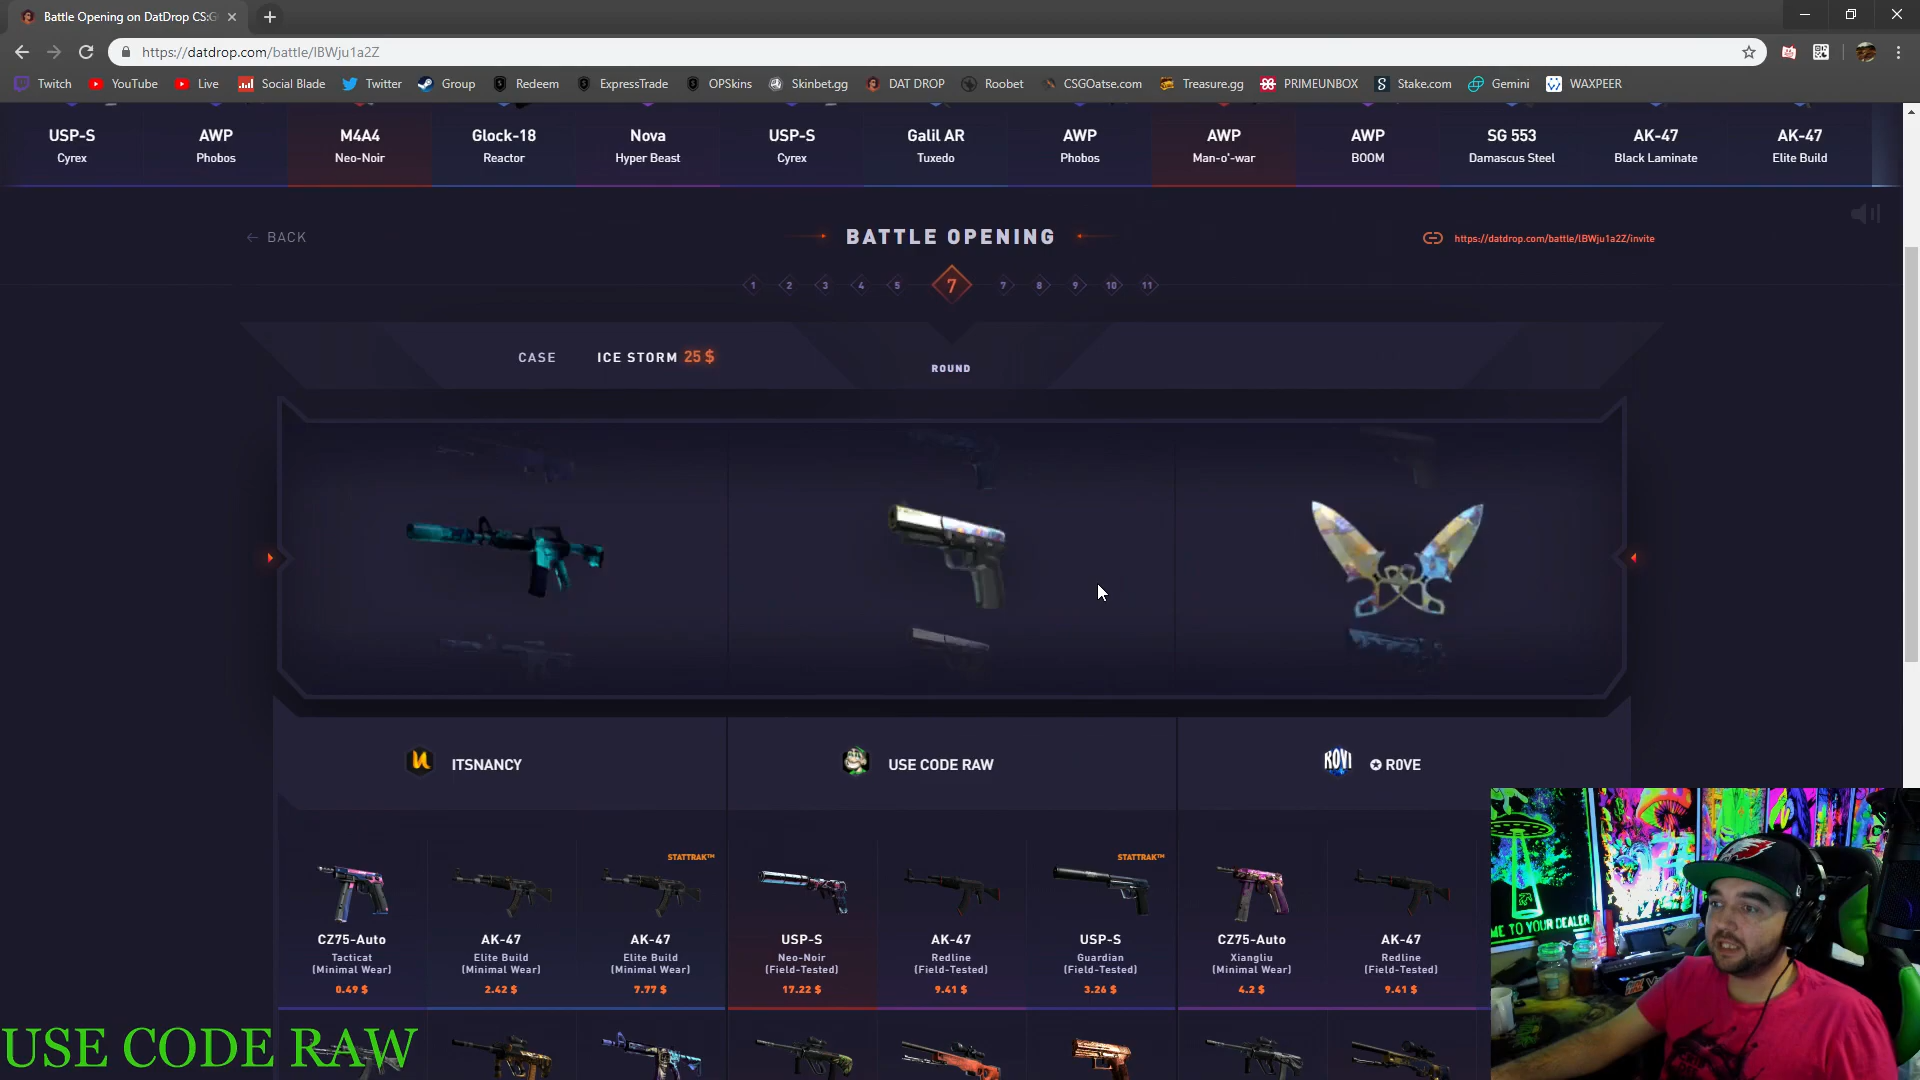 Battle Opening on DatDrop CS:G
https://datdrop.com/battle/lBWju1a2Z
Twitch YouTube Live Social Blade Twitter Group Redeem ExpressTrade OPSkins Skinbet.gg DAT DROP Roobet CSGOatse.com Treasure.gg PRIMEUNBOX Stake.com Gemini WAXPEER
USP-S AWP M4A4 Glock-18 Nova USP-S Galil AR AWP AWP AWP SG 553 AK-47 AK-47
Cyrex Phobos Neo-Noir Reactor Hyper Beast Cyrex Tuxedo Phobos Man-o'-war BOOM Damascus Steel Black Laminate Elite Build
← BACK BATTLE OPENING https://datdrop.com/battle/lBWju1a2Z/invite
1 2 3 4 5 7 7 8 9 10 11
CASE ICE STORM 25 $
ROUND
ITSNANCY USE CODE RAW ROVI R0VE
STATTRAK™ STATTRAK™
CZ75-Auto AK-47 AK-47 USP-S AK-47 USP-S CZ75-Auto AK-47
Tacticat Elite Build Elite Build Neo-Noir Redline Guardian Xiangliu Redline
(Minimal Wear) (Minimal Wear) (Minimal Wear) (Field-Tested) (Field-Tested) (Field-Tested) (Minimal Wear) (Field-Tested)
0.49 $ 2.42 $ 7.77 $ 17.22 $ 9.41 $ 3.26 $ 4.2 $ 9.41 $
ME TO YOUR DEALER
USE CODE RAW